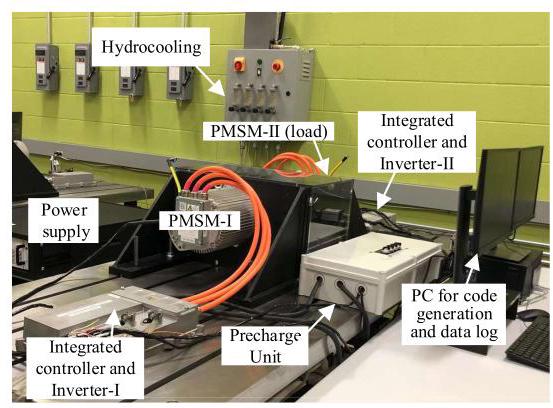 Hydrocooling
PMSM-II (load)
Integrated
controller and
Inverter-II
Power
supply
PMSM-I
PC for code
generation
and data log
Precharge
Unit
Integrated
controller and
Inverter-I